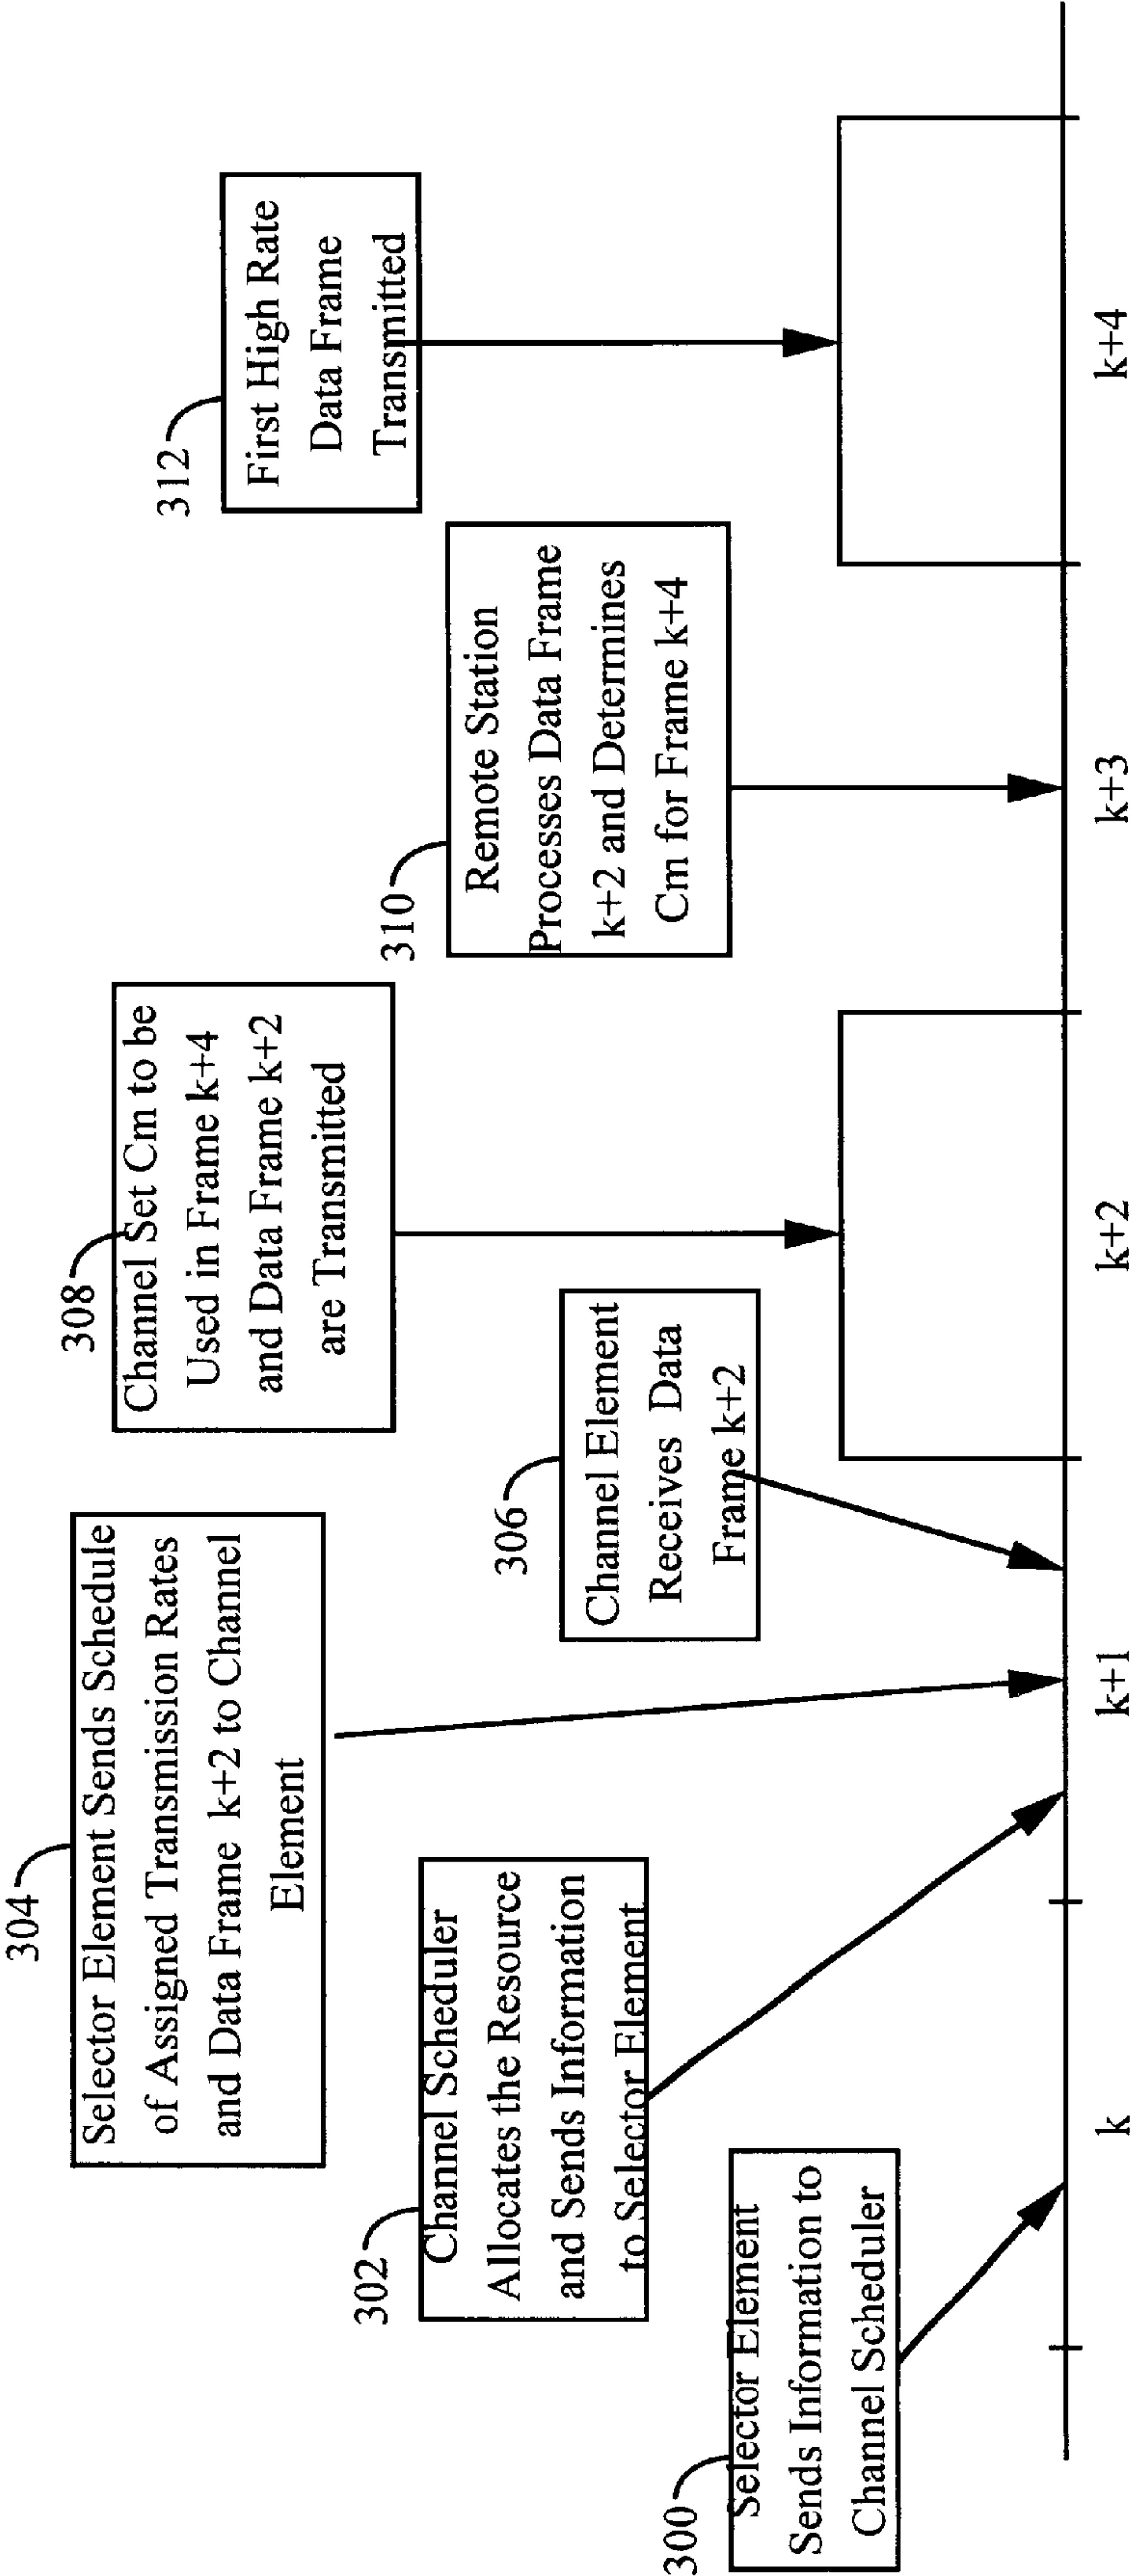 304
Selector Element Sends Schedule
of Assigned Transmission Rates
and Data Frame k+2 to Channel
Element
308
Channel Set Cm to be
Used in Frame k+4
and Data Frame k+2
are Transmitted
312
First High Rate
Data Frame
Transmitted
302
Channel Scheduler
Allocates the Resource
and Sends Information
to Selector Element
306
Channel Element
Receives Data
Frame k+2
310
Remote Station
Processes Data Frame
k+2 and Determines
Cm for Frame k+4
300
Selector Element
Sends Information to
Channel Scheduler
k
k+1
k+2
k+3
k+4